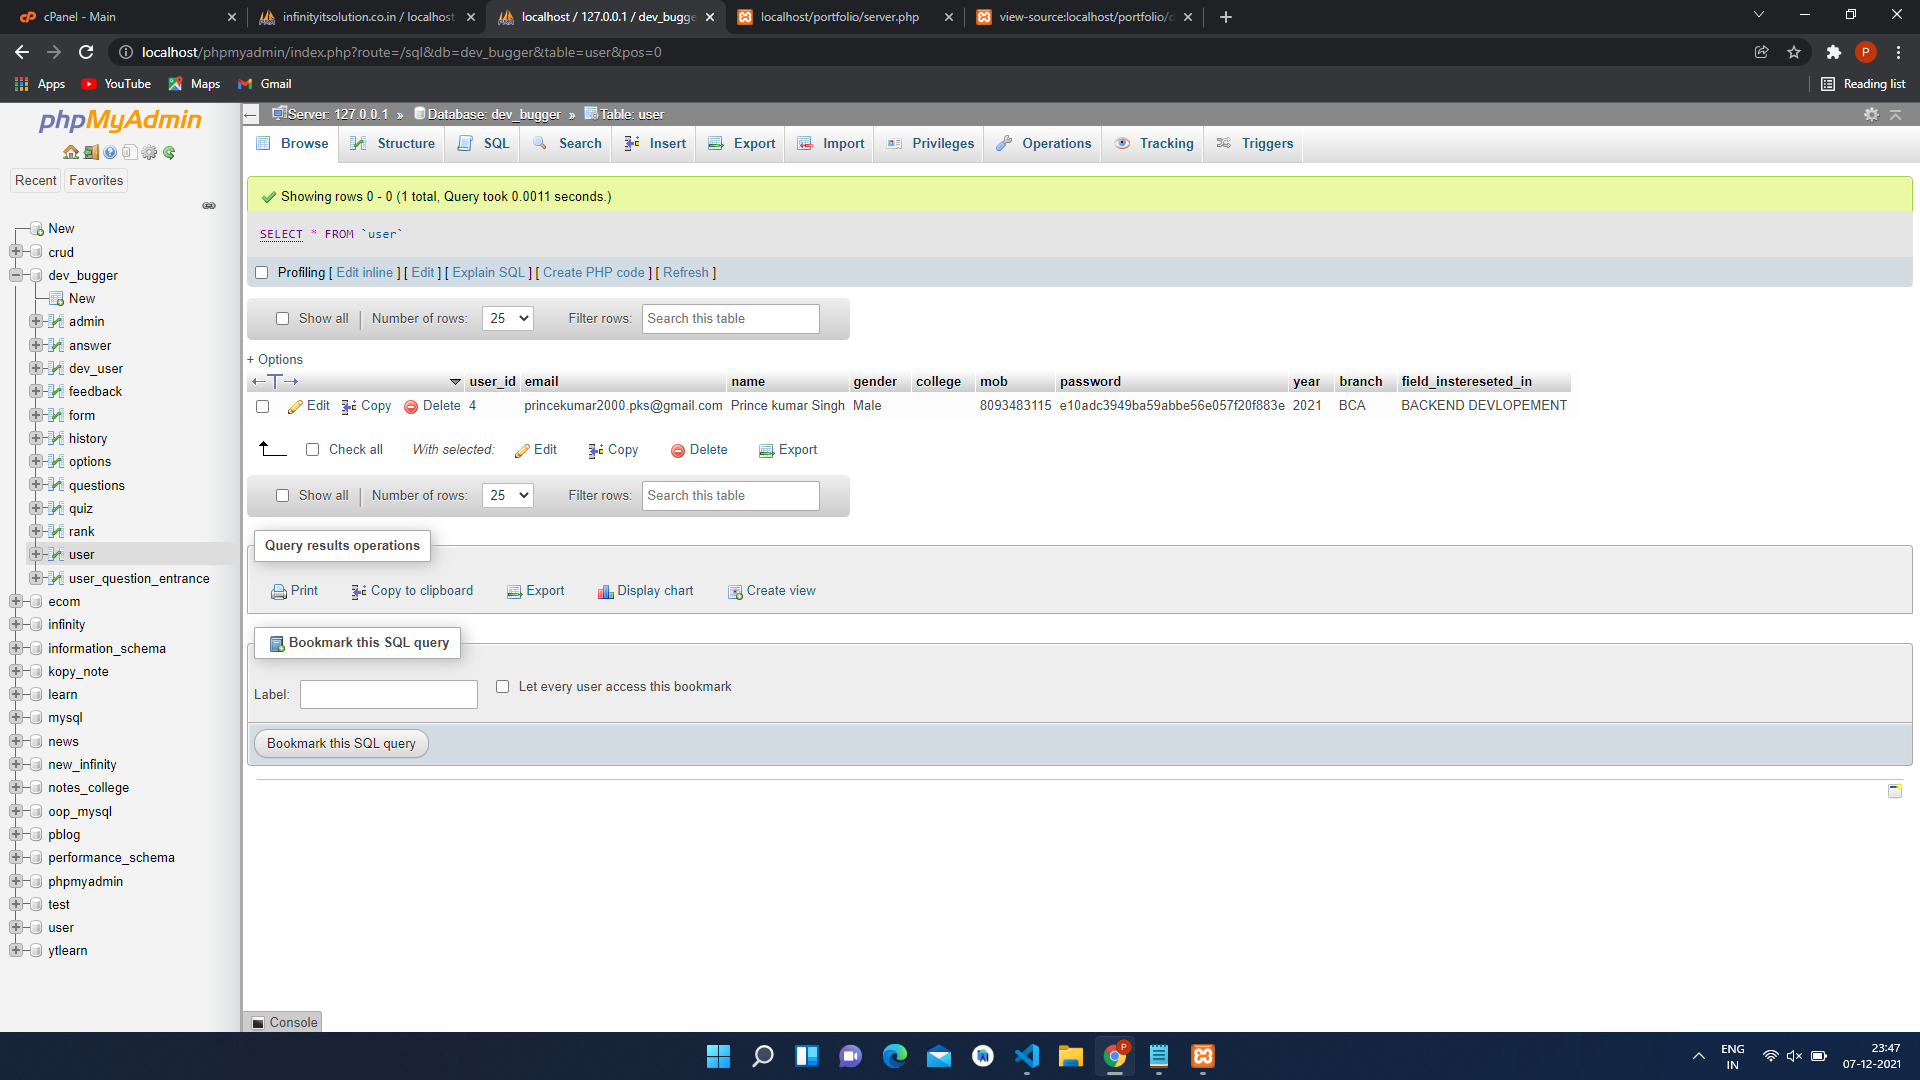 cPanel - Main
infinityitsolution.co.in / localhost
localhost / 127.0.0.1 / dev_bugge
localhost/portfolio/server.php
view-source:localhost/portfolio/d
localhost/phpmyadmin/index.php?route=/sql&db=dev_bugger&table=user&pos=0
P
Apps
YouTube
Maps
Gmail
Reading list
phpMyAdmin
Recent
Favorites
New
crud
dev_bugger
New
admin
answer
dev_user
feedback
form
history
options
questions
quiz
rank
user
user_question_entrance
ecom
infinity
information_schema
kopy_note
learn
mysql
news
new_infinity
notes_college
oop_mysql
pblog
performance_schema
phpmyadmin
test
user
ytlearn
Server: 127.0.0.1 » Database: dev_bugger » Table: user
Browse Structure SQL Search Insert Export Import Privileges Operations Tracking Triggers
Showing rows 0 - 0 (1 total, Query took 0.0011 seconds.)
SELECT * FROM `user`
Profiling [ Edit inline ] [ Edit ] [ Explain SQL ] [ Create PHP code ] [ Refresh ]
Show all | Number of rows: 25 Filter rows: Search this table
+ Options
←T→ user_id email name gender college mob password year branch field_instereseted_in
Edit Copy Delete 4 princekumar2000.pks@gmail.com Prince kumar Singh Male 8093483115 e10adc3949ba59abbe56e057f20f883e 2021 BCA BACKEND DEVLOPEMENT
Check all With selected: Edit Copy Delete Export
Show all | Number of rows: 25 Filter rows: Search this table
Query results operations
Print Copy to clipboard Export Display chart Create view
Bookmark this SQL query
Label: Let every user access this bookmark
Bookmark this SQL query
Console
P
ENG
IN
23:47
07-12-2021